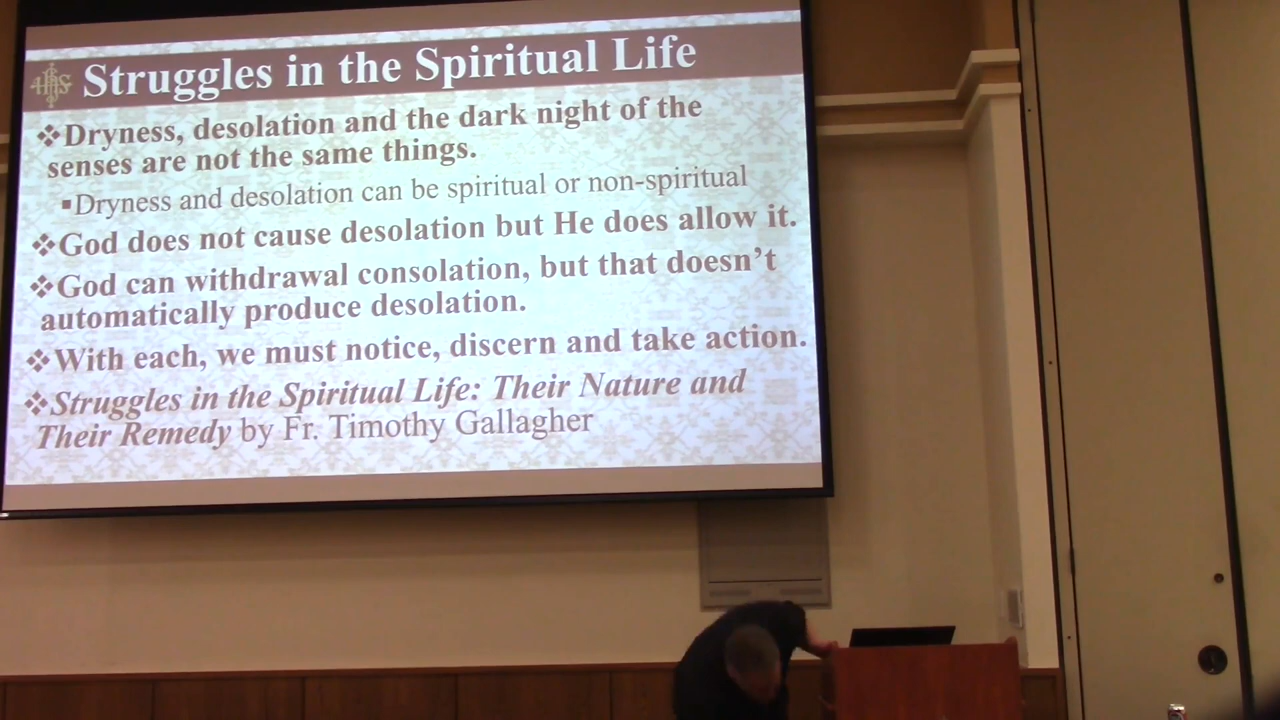 IHS Struggles in the Spiritual Life
❖Dryness, desolation and the dark night of the
senses are not the same things.
▪Dryness and desolation can be spiritual or non-spiritual
❖God does not cause desolation but He does allow it.
❖God can withdrawal consolation, but that doesn't
automatically produce desolation.
❖With each, we must notice, discern and take action.
❖Struggles in the Spiritual Life: Their Nature and
Their Remedy by Fr. Timothy Gallagher